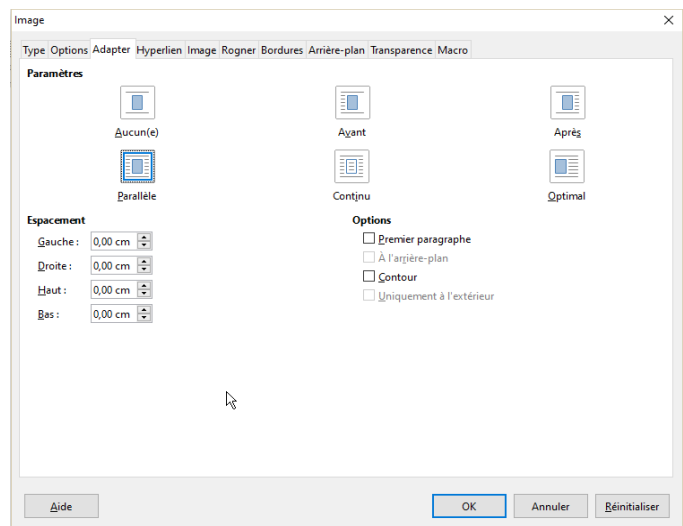 Image
Type Options Adapter Hyperlien Image Rogner Bordures Arrière-plan Transparence Macro
Paramètres
Aucun(e) Avant Après
Parallèle Continu Optimal
Espacement Options
Gauche : 0,00 cm Premier paragraphe
À l'arrière-plan
Droite : 0,00 cm
Contour
Haut : 0,00 cm Uniquement à l'extérieur
Bas : 0,00 cm
Aide OK Annuler Réinitialiser